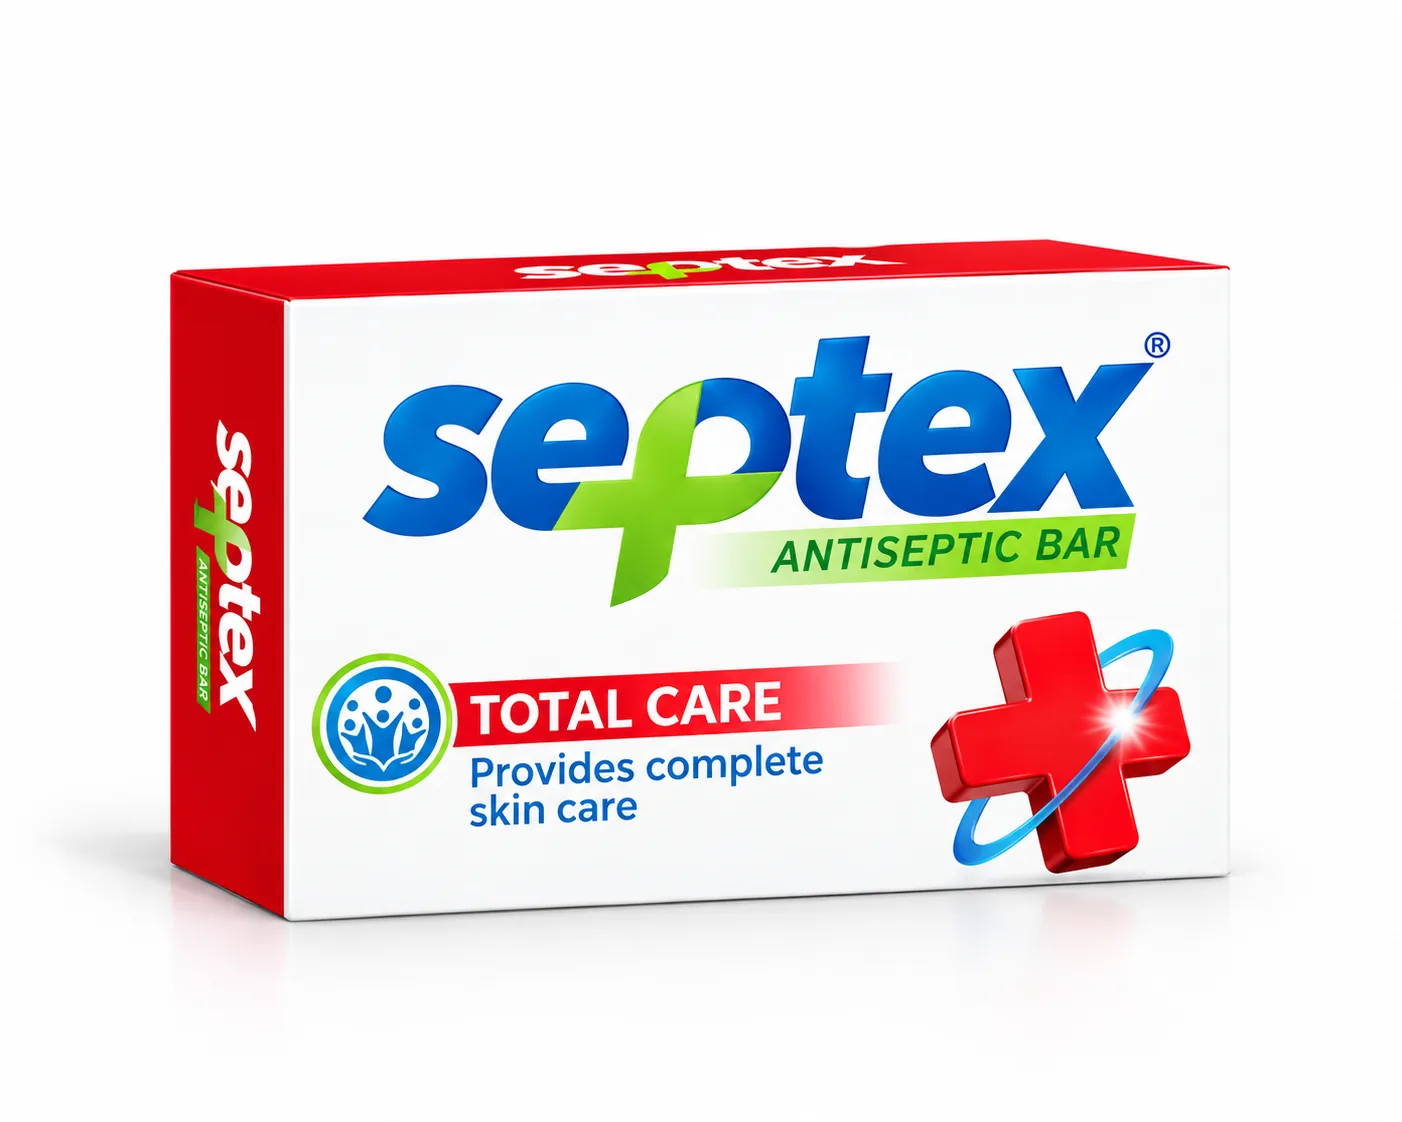 septex
septex®
ANTISEPTIC BAR
septex
ANTISEPTIC BAR
TOTAL CARE
Provides complete
skin care